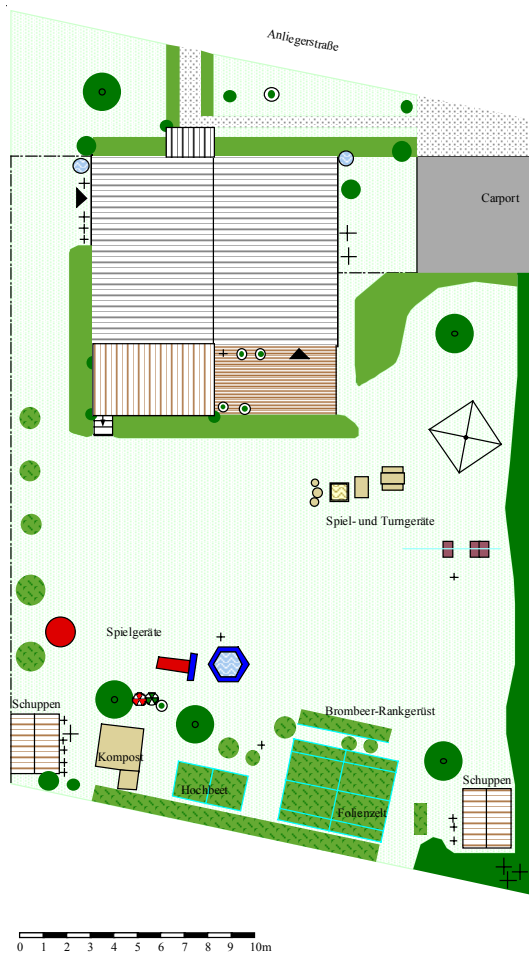 Anliegerstraße
Carport
Spiel- und Turngeräte
Spielgeräte
Schuppen
Brombeer-Rankgerüst
Kompost
Schuppen
Hochbeet
Folienzelt
0 1 2 3 4 5 6 7 8 9 10m